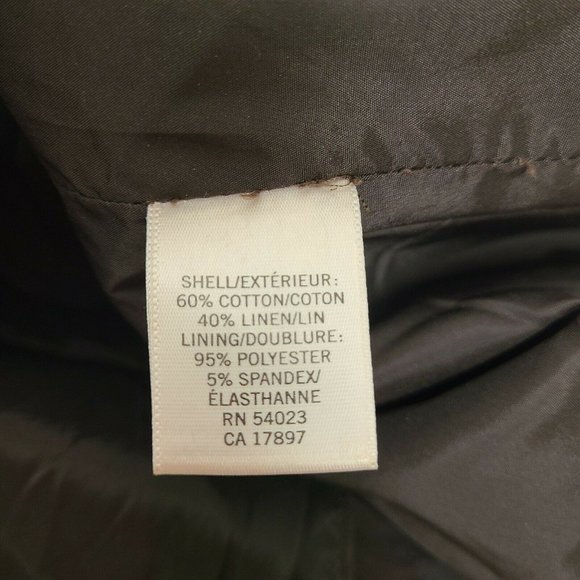 SHELL/EXTÉRIEUR:
60% COTTON/COTON
40% LINEN/LIN
LINING/DOUBLURE:
95% POLYESTER
5% SPANDEX/
ÉLASTHANNE
RN 54023
CA 17897